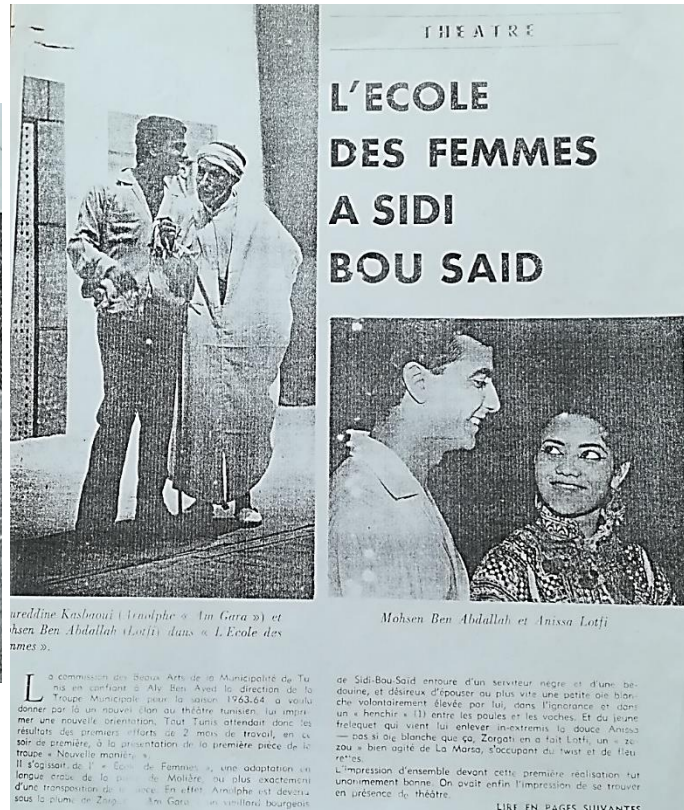 THEATRE
L'ECOLE
DES FEMMES
A SIDI
BOU SAID
ureddine Kasbaoui (Arnolphe « Am Gara ») et
hsen Ben Abdallah (Lotfi) dans « L'Ecole des
mmes ».
Mohsen Ben Abdallah et Anissa Lotfi
La commission des Beaux Arts de la Municipalité de Tu
nis en confiant à Aly Ben Ayed la direction de la
Troupe Municipale pour la saison 1963-64 a voulu
donner par là un nouvel élan au théâtre tunisien, lui impri-
mer une nouvelle orientation. Tout Tunis attendait donc les
résultats des premiers efforts de 2 mois de travail, en ce
soir de première, à la présentation de la première pièce de la
troupe « Nouvelle manière ».
Il s'agissait de l' « Ecole de Femmes », une adaptation en
langue arabe de la de Molière, ou plus exactement
d'une transposition de En effet Arnolphe est devenu
sous la plume de Am Gara vieillard bourgeois
de Sidi-Bou-Said entouré d'un serviteur nègre et d'une bé-
douine, et désireux d'épouser au plus vite une petite oie blan-
che volontairement élevée par lui, dans l'ignorance et dans
un « henchir » (1) entre les poules et les vaches. Et du jeune
freluquet qui vient lui enlever in-extremis la douce Anissa
— pas si oie blanche que ça, Zorgati en a fait Lotfi, un « za-
zou » bien agité de La Marsa, s'occupant du twist et de fleu
rettes.
L'impression d'ensemble devant cette première réalisation fut
unanimement bonne. On avait enfin l'impression de se trouver
en présence de théâtre.
LIRE EN PAGES SUIVANTES